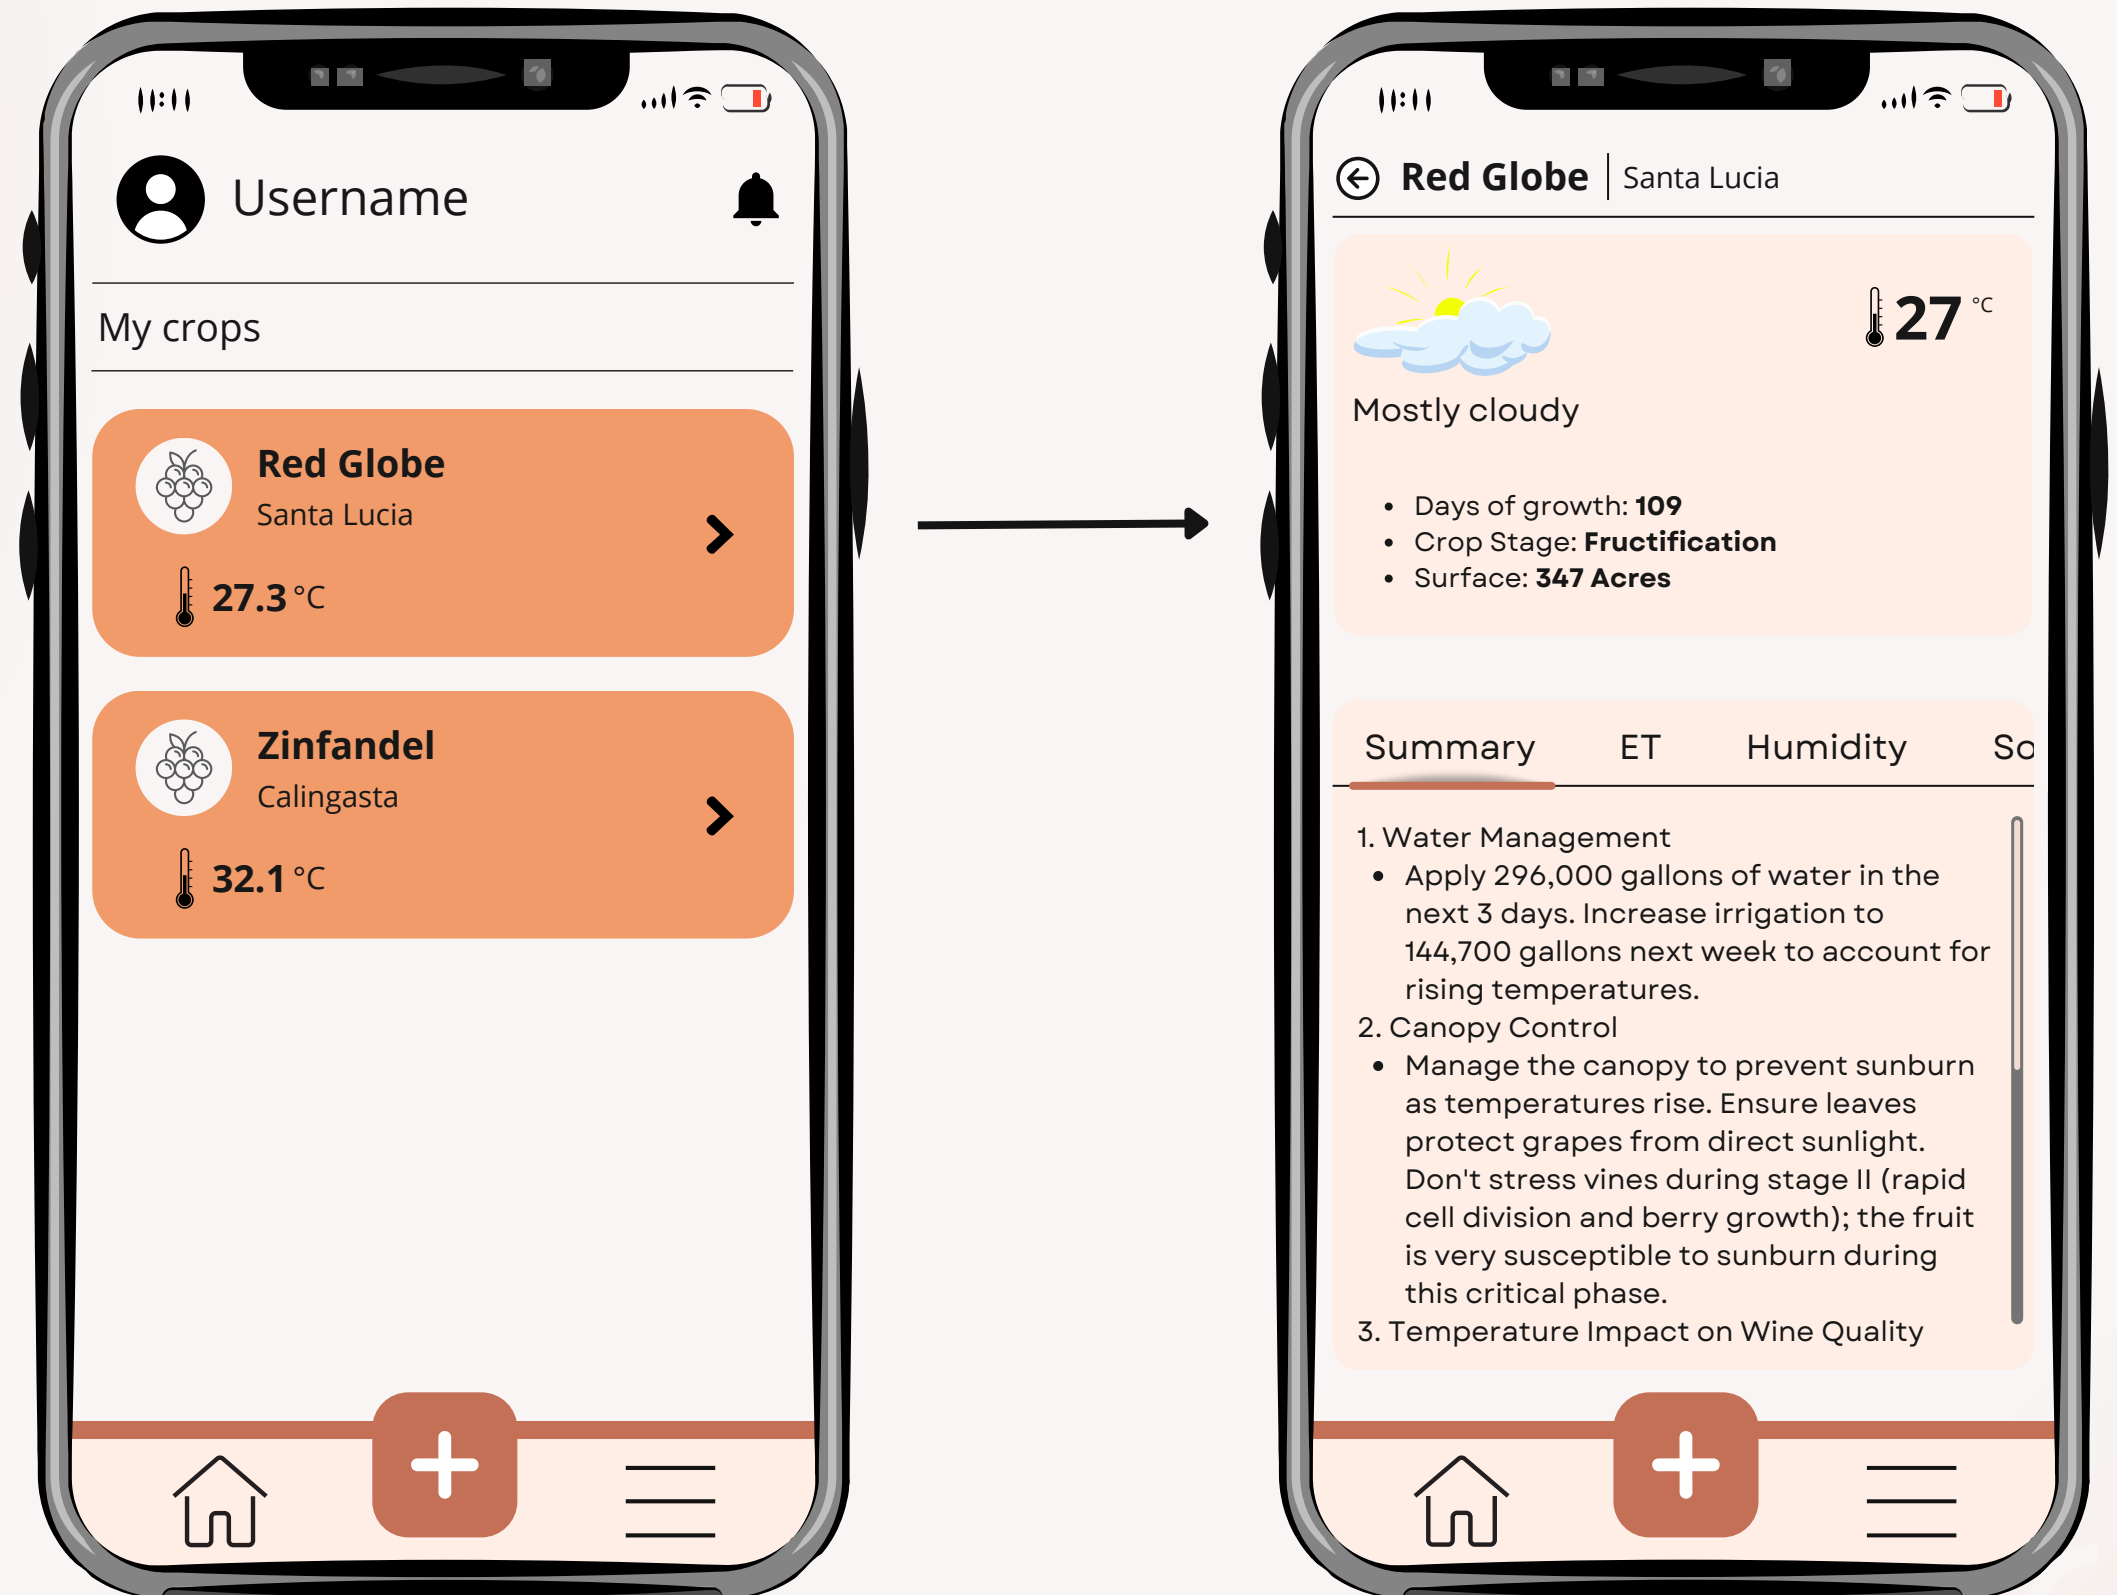 11:11
Username
My crops
Red Globe
Santa Lucia
27.3 °C
Zinfandel
Calingasta
32.1 °C
11:11
Red Globe | Santa Lucia
27 °C
Mostly cloudy
• Days of growth: 109
• Crop Stage: Fructification
• Surface: 347 Acres
Summary ET Humidity So
1. Water Management
• Apply 296,000 gallons of water in the
next 3 days. Increase irrigation to
144,700 gallons next week to account for
rising temperatures.
2. Canopy Control
• Manage the canopy to prevent sunburn
as temperatures rise. Ensure leaves
protect grapes from direct sunlight.
Don't stress vines during stage II (rapid
cell division and berry growth); the fruit
is very susceptible to sunburn during
this critical phase.
3. Temperature Impact on Wine Quality